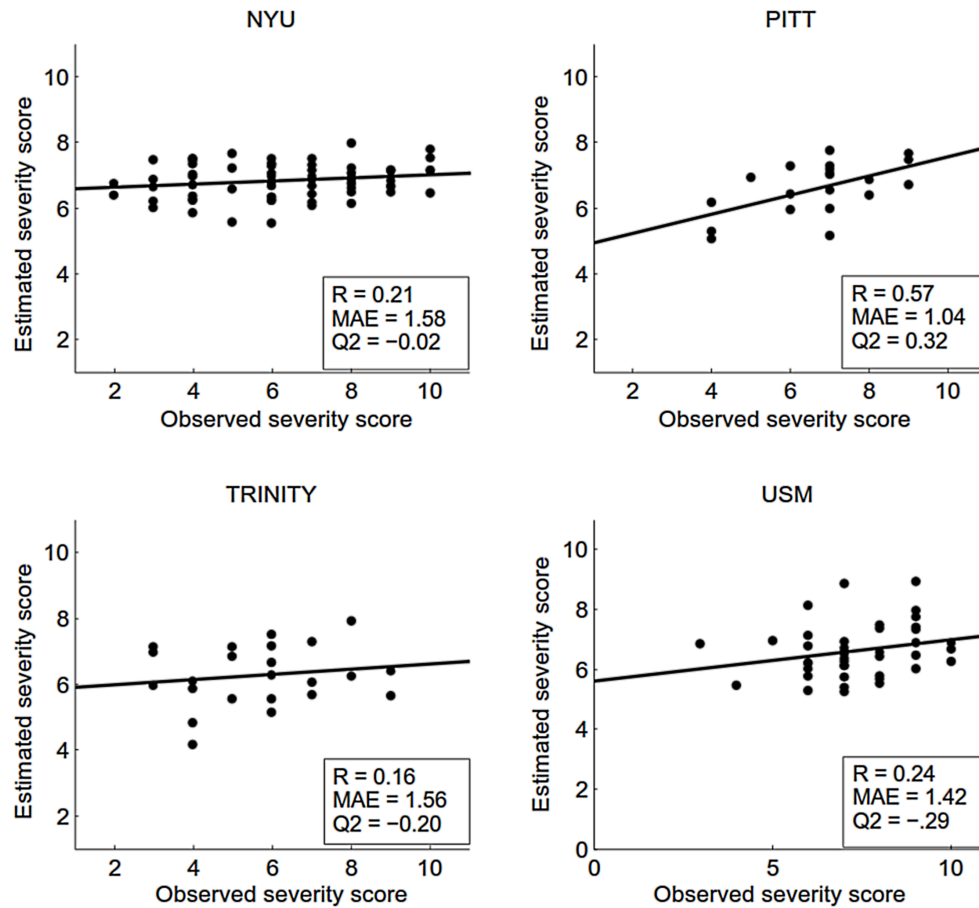 NYU
10
8
6
4
2
Estimated severity score
R = 0.21
MAE = 1.58
Q2 = −0.02
2 4 6 8 10
Observed severity score
PITT
10
8
6
4
2
Estimated severity score
R = 0.57
MAE = 1.04
Q2 = 0.32
2 4 6 8 10
Observed severity score
TRINITY
10
8
6
4
2
Estimated severity score
R = 0.16
MAE = 1.56
Q2 = −0.20
2 4 6 8 10
Observed severity score
USM
10
8
6
4
2
0
Estimated severity score
R = 0.24
MAE = 1.42
Q2 = −.29
0 5 10
Observed severity score